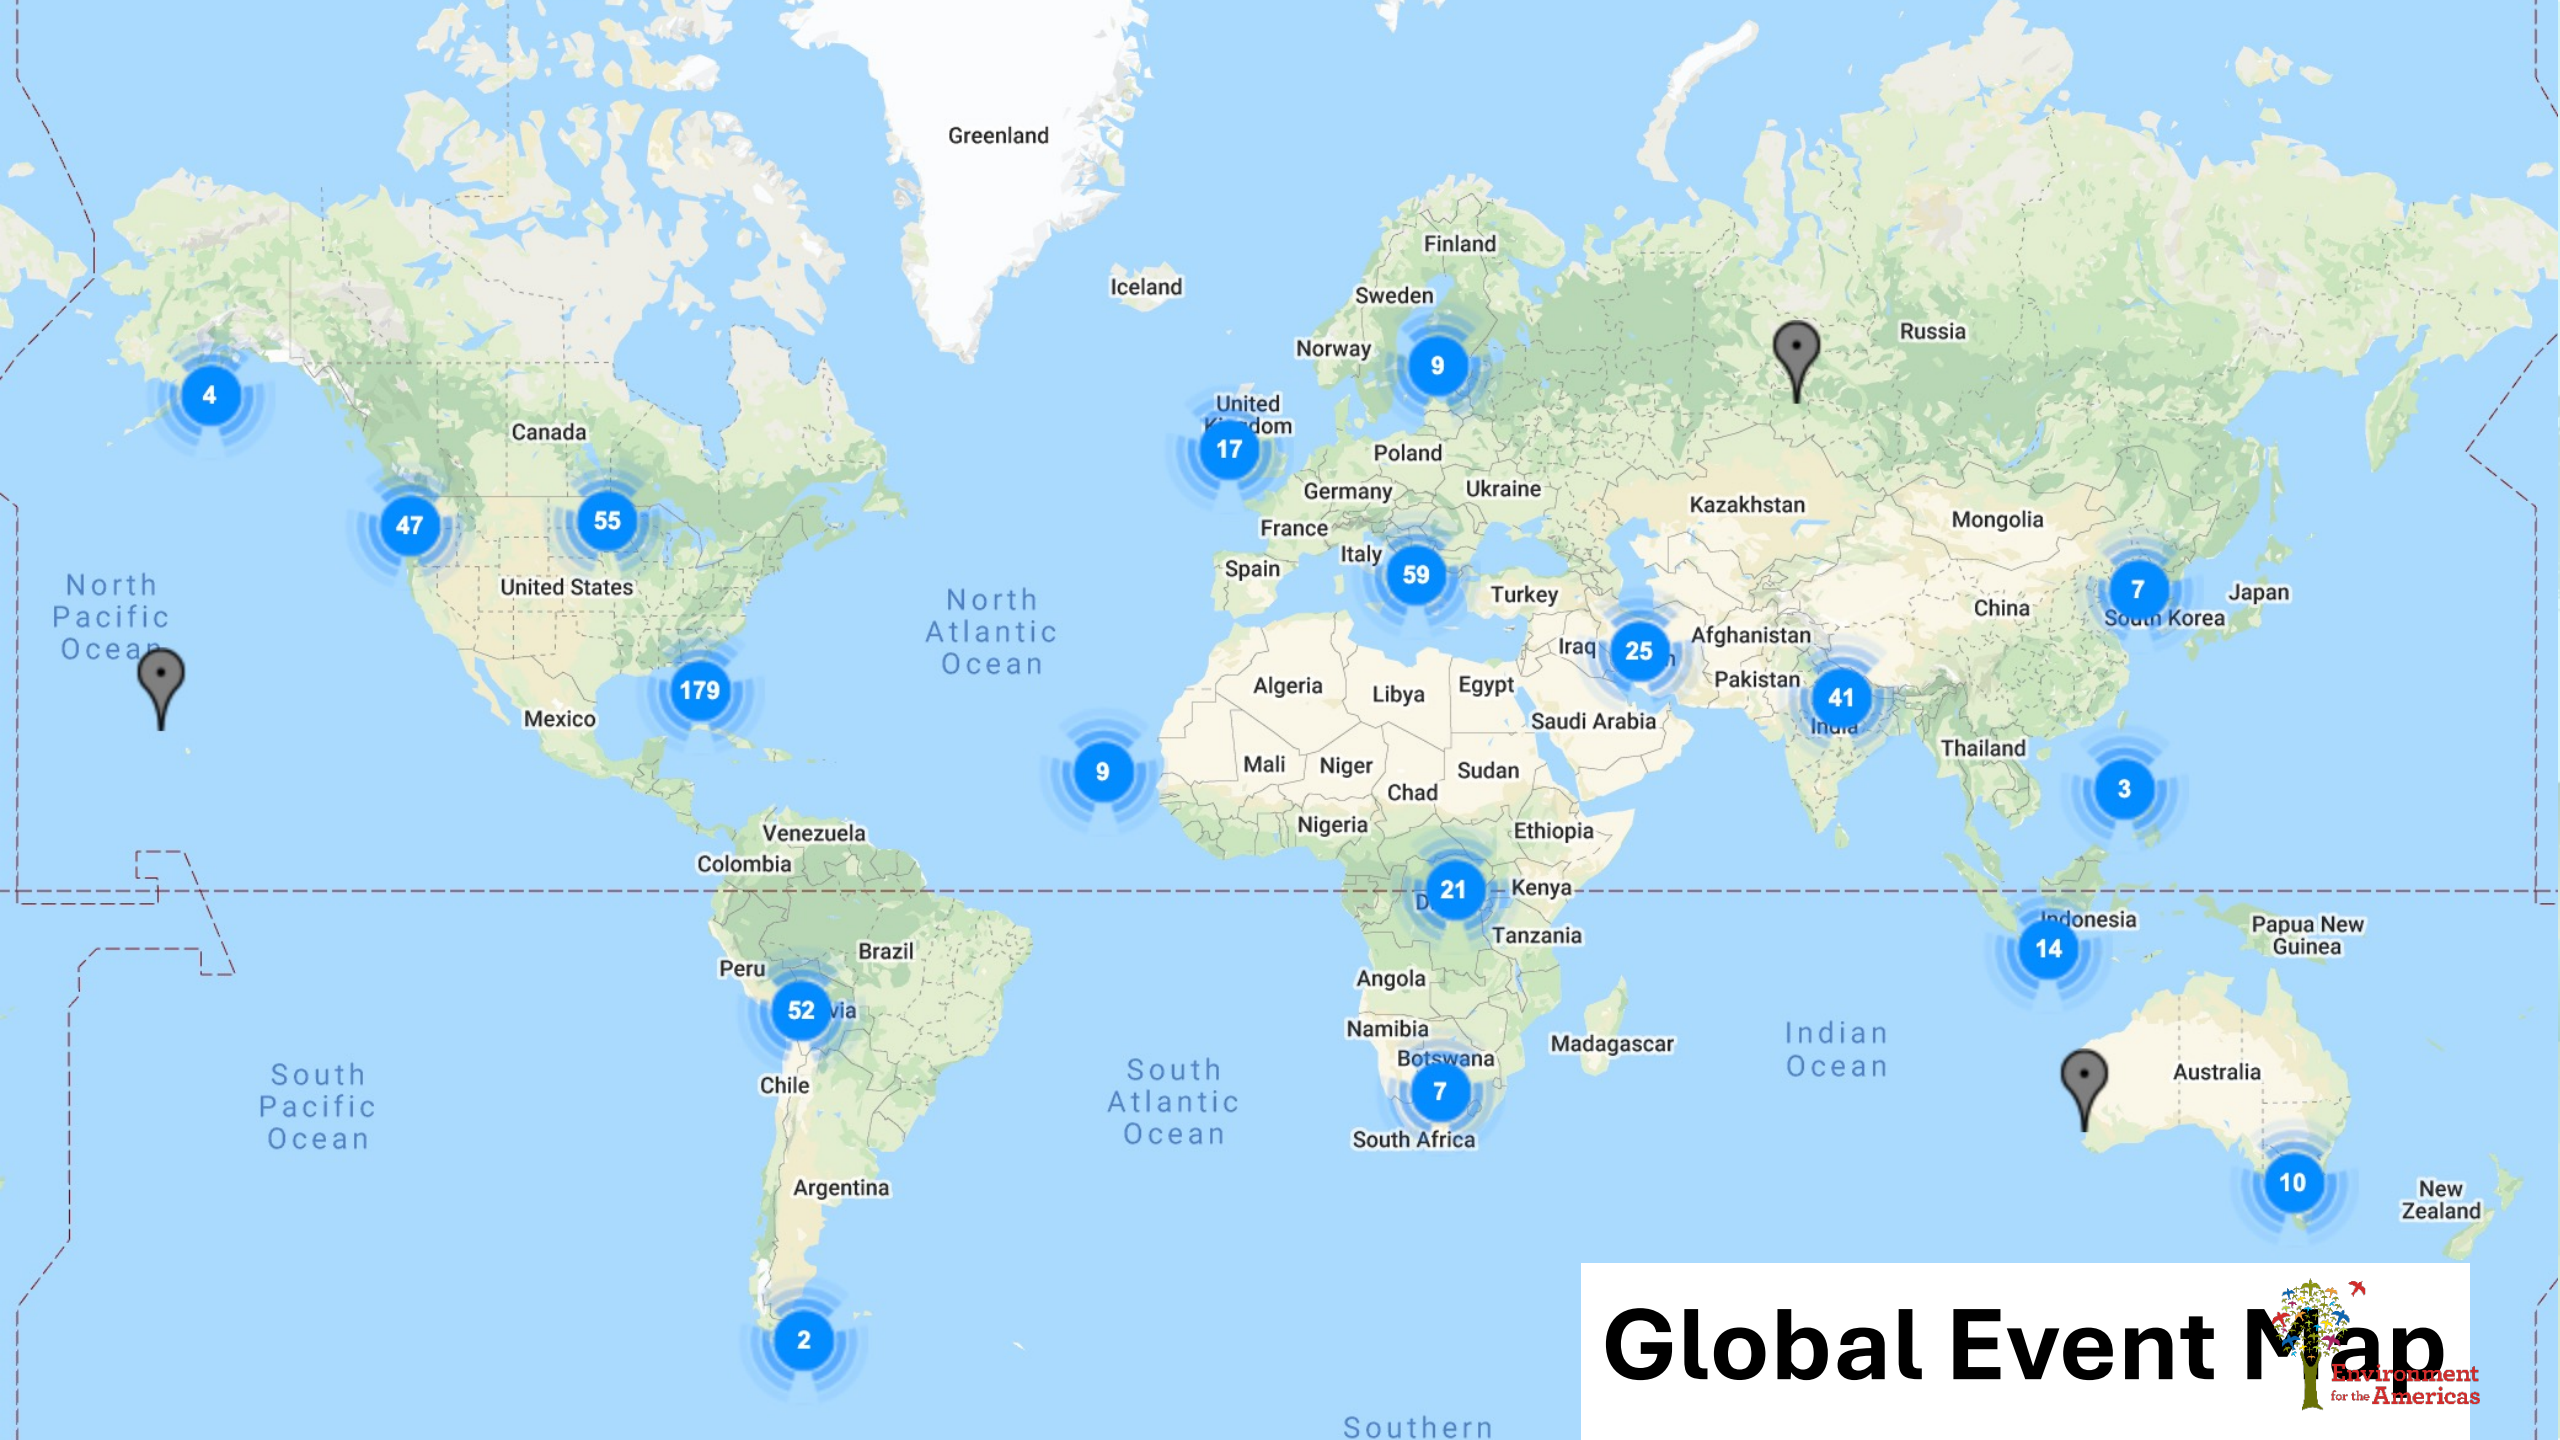 Greenland
Finland
Iceland
Sweden
Russia
Norway
9
4
United
Kingdom
Canada
17
Poland
Germany
Ukraine
Kazakhstan
47
55
France
Mongolia
Italy
Spain
59
United States
Turkey
7
Japan
North
Pacific
Ocean
North
Atlantic
Ocean
China
South Korea
Iraq
25
Afghanistan
Pakistan
Algeria
Libya
Egypt
179
41
Mexico
Saudi Arabia
India
Thailand
9
Mali
Niger
Sudan
Chad
3
Venezuela
Nigeria
Ethiopia
Colombia
21
Kenya
Indonesia
Papua New
Guinea
Tanzania
14
Brazil
Peru
Angola
52
via
Namibia
Madagascar
Indian
Ocean
Botswana
Australia
Chile
7
South
Pacific
Ocean
South
Atlantic
Ocean
South Africa
10
Argentina
New
Zealand
2
Global Event Map
Environment
for the Americas
Southern